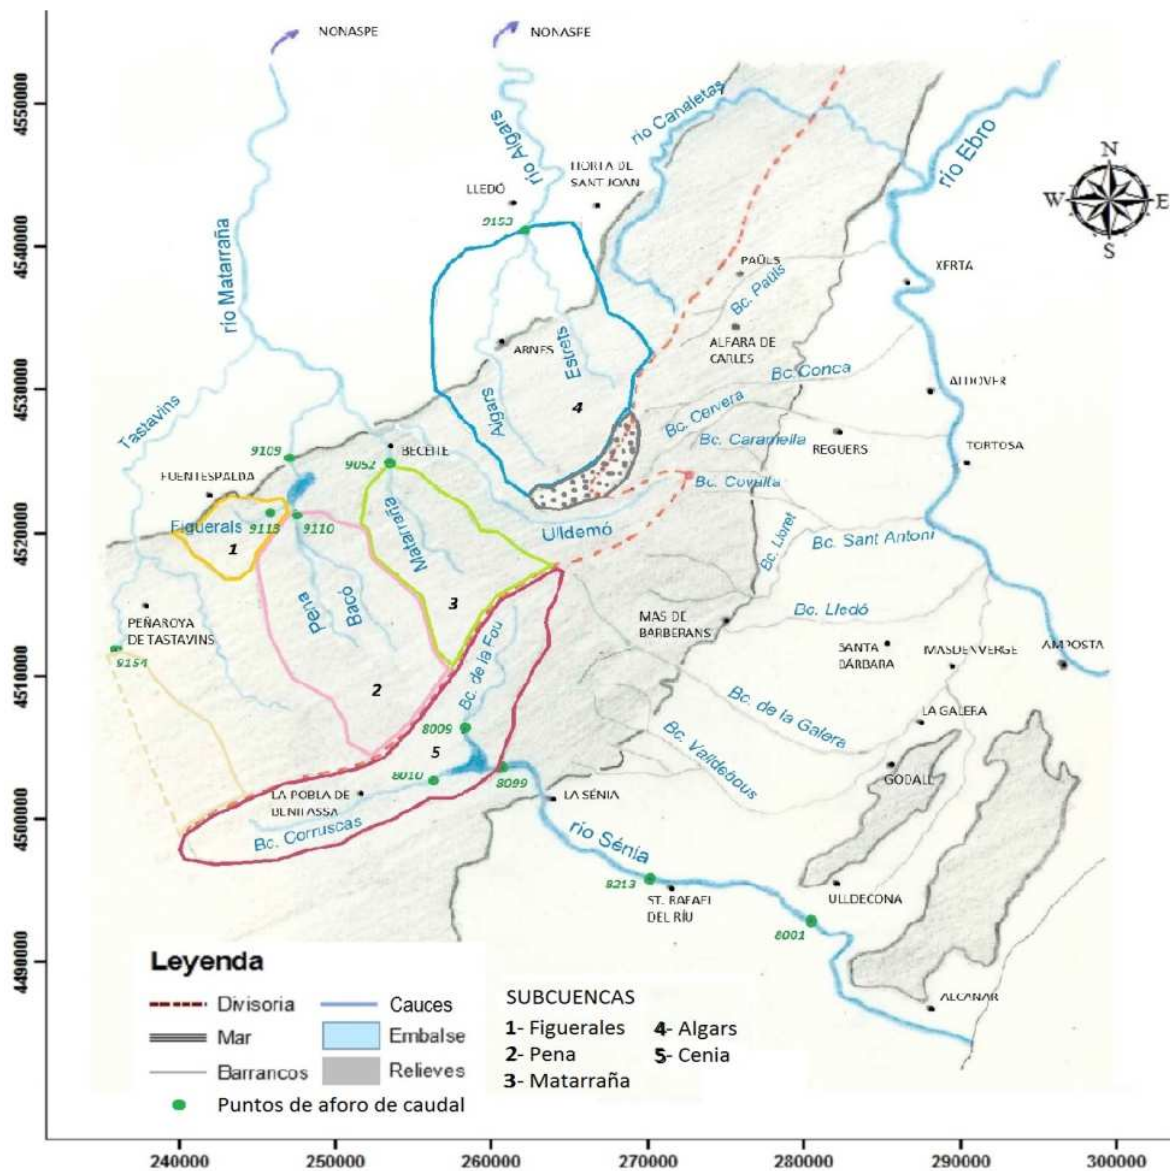 NONASPE
NONASPE
río Canaletas
río Algars
río Ebro
N
W E
S
HORTA DE
SANT JOAN
LLEDÓ
9153
río Matarraña
PAÜLS
XERTA
Bc. Paüls
ARNES
Estrets
ALFARA DE
CARLES
Bc. Conca
ALDOVER
Algars
4
Bc. Cervera
Tastavins
Bc. Caramella
REGUERS
TORTOSA
9109
BECEITE
9052
FUENTESPALDA
Bc. Covalta
Figuerals
9113
9110
Matarraña
Ulldemó
Bc. Lloret
Bc. Sant Antoni
1
Pena
Bacó
3
PEÑAROYA
DE TASTAVINS
MAS DE
BARBERANS
Bc. Lledó
SANTA
BÁRBARA
MASDENVERGE
AMPOSTA
9154
2
Bc. de la Fou
Bc. de la Galera
LA GALERA
8009
5
Bc. Valldebous
8010
8099
GODALL
LA POBLA DE
BENIFASSA
LA SÉNIA
Bc. Corruscas
río Sénia
8213
ST. RAFAEL
DEL RÍU
ULLDECONA
8001
ALCANAR
Leyenda
Divisoria
Cauces
Mar
Embalse
Barrancos
Relieves
Puntos de aforo de caudal
SUBCUENCAS
1- Figuerales
4- Algars
2- Pena
5- Cenia
3- Matarraña
4550000
4540000
4530000
4520000
4510000
4500000
4490000
240000 250000 260000 270000 280000 290000 300000